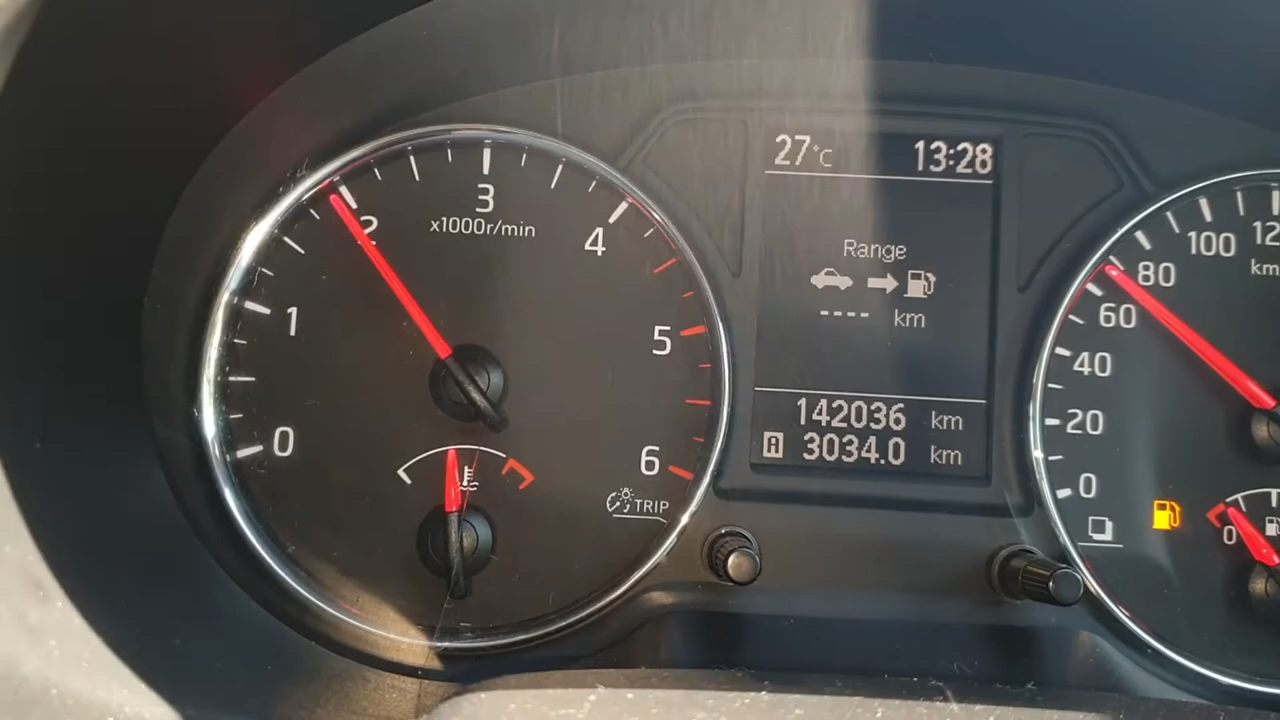 27°C 13:28
Range
---- km
142036 km
A 3034.0 km
0
1
2
3
4
5
6
x1000r/min
TRIP
0
20
40
60
80
100
km
0